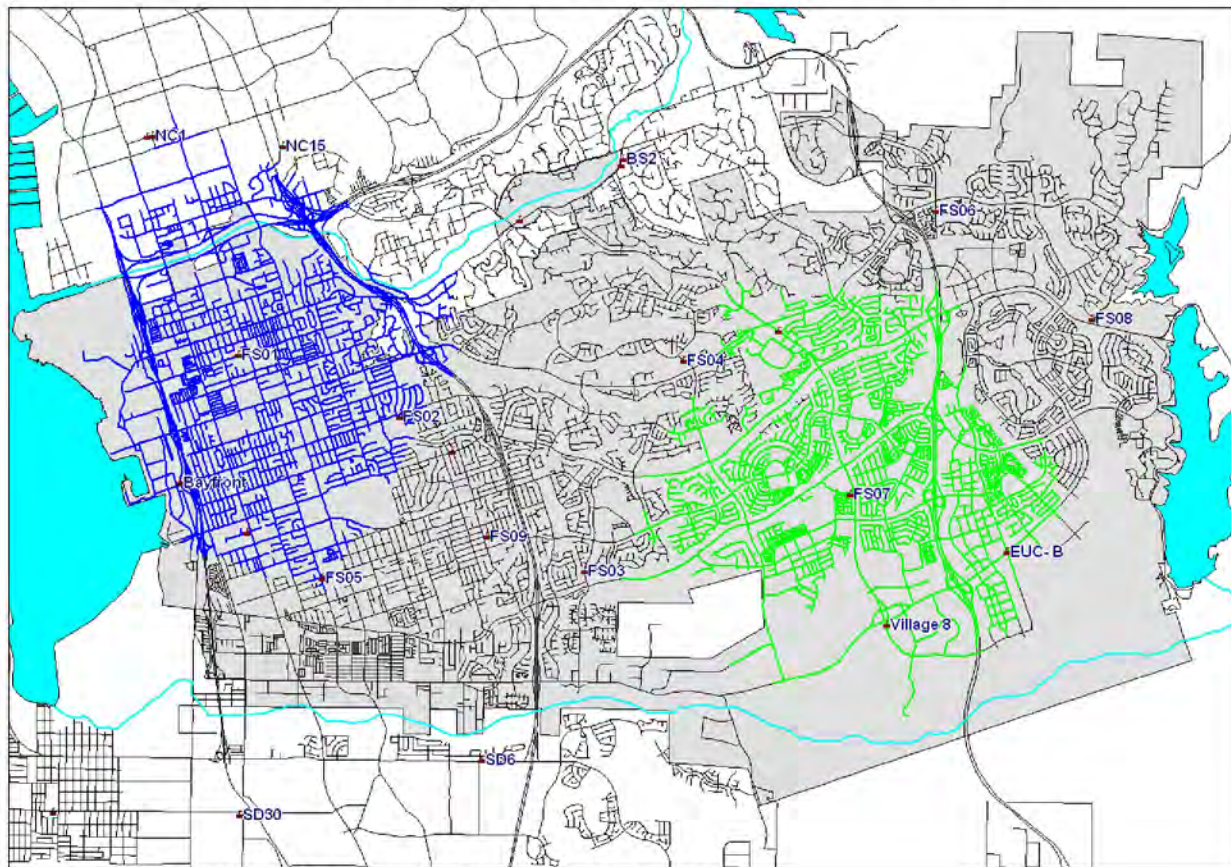 NC1
NC15
BS2
FS06
FS08
FS01
FS04
FS02
Bayfront
FS07
FS09
EUC- B
FS03
FS05
Village 8
SD6
SD30